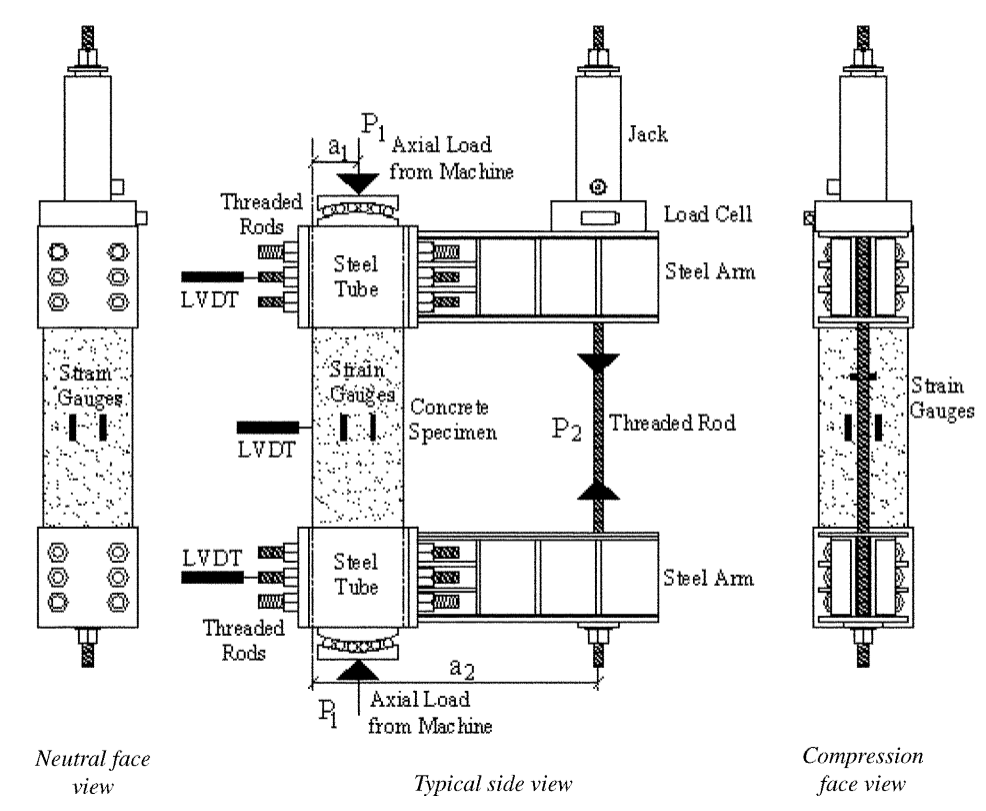 P1
a1
Axial Load
from Machine
Jack
Threaded
Rods
Load Cell
Steel
Tube
Steel Arm
LVDT
Strain
Gauges
Strain
Gauges
Concrete
Specimen
LVDT
P2
Threaded Rod
Strain
Gauges
LVDT
Steel
Tube
Steel Arm
Threaded
Rods
a2
P1
Axial Load
from Machine
Neutral face
view
Typical side view
Compression
face view